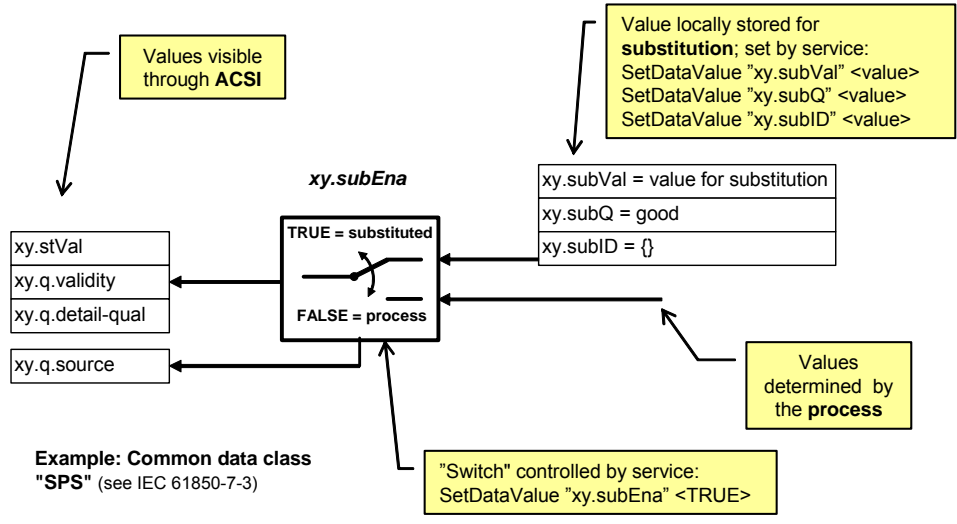 Values visible
through ACSI
Value locally stored for
substitution; set by service:
SetDataValue ”xy.subVal” <value>
SetDataValue ”xy.subQ” <value>
SetDataValue ”xy.subID” <value>
xy.subEna
xy.subVal = value for substitution
xy.subQ = good
xy.subID = {}
TRUE = substituted
FALSE = process
xy.stVal
xy.q.validity
xy.q.detail-qual
xy.q.source
Values
determined by
the process
Example: Common data class
"SPS" (see IEC 61850-7-3)
”Switch" controlled by service:
SetDataValue ”xy.subEna” <TRUE>